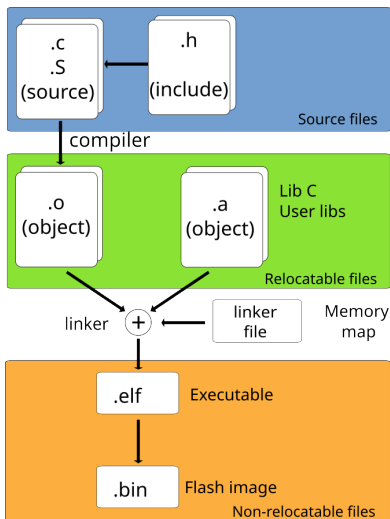 .c
.S
(source)
.h
(include)
Source files
compiler
.o
(object)
.a
(object)
Lib C
User libs
Relocatable files
linker
+
linker
file
Memory
map
.elf
Executable
.bin
Flash image
Non-relocatable files